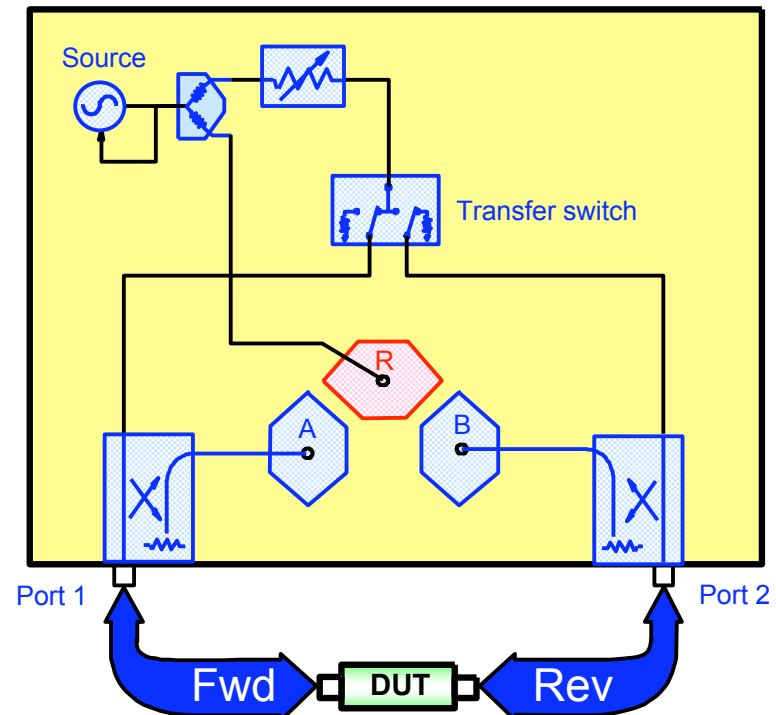 Source
Transfer switch
R
A
B
Port 1
Port 2
Fwd
DUT
Rev